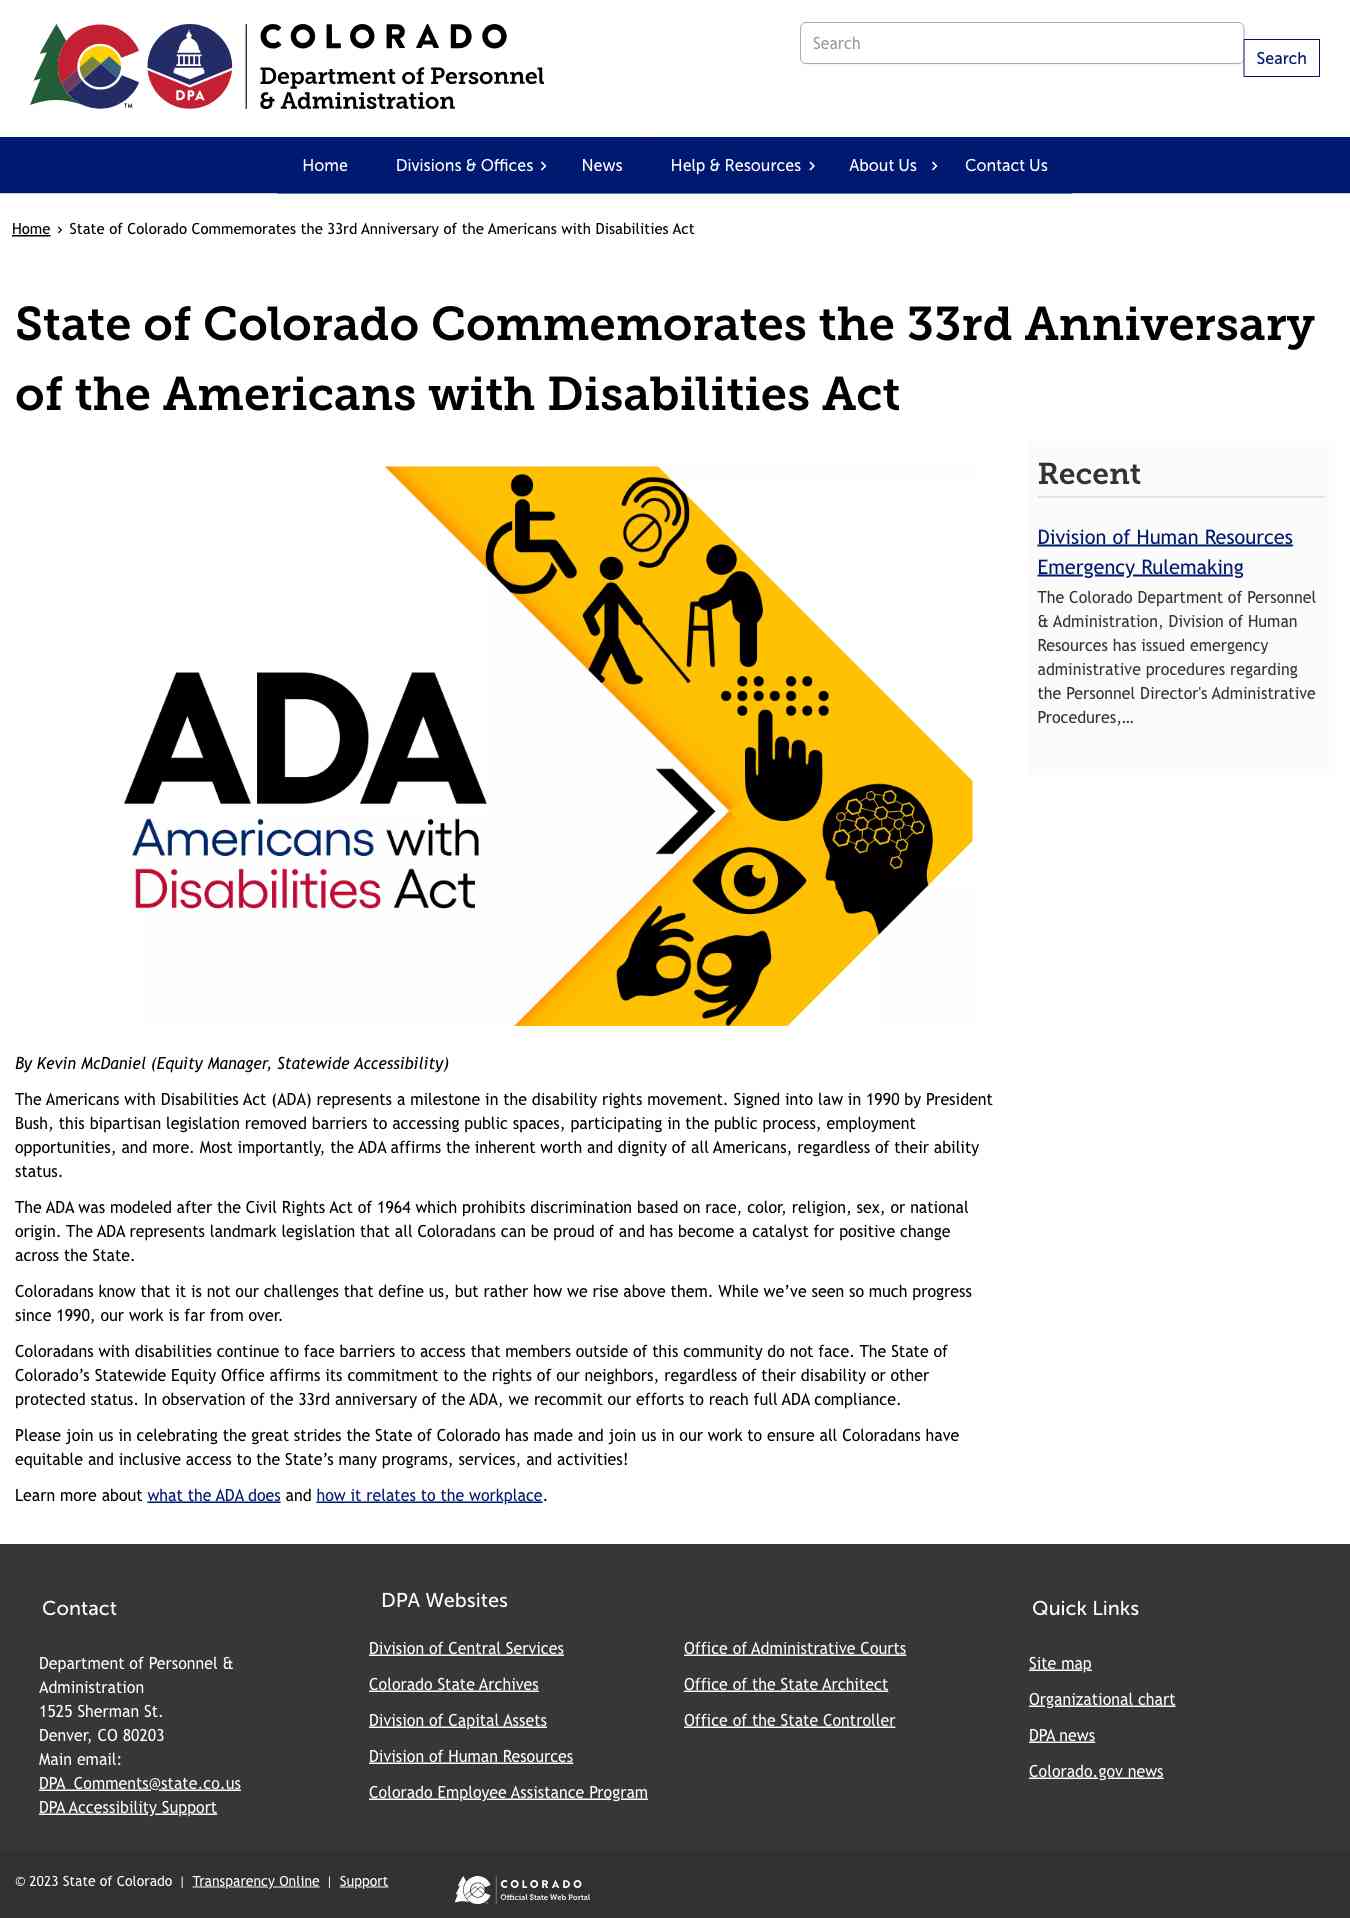 COLORADO
Department of Personnel
& Administration
DPA
TM
Search
Search
Home
Divisions & Offices ›
News
Help & Resources ›
About Us ›
Contact Us
Home › State of Colorado Commemorates the 33rd Anniversary of the Americans with Disabilities Act
State of Colorado Commemorates the 33rd Anniversary
of the Americans with Disabilities Act
ADA
Americans with
Disabilities Act
Recent
Division of Human Resources
Emergency Rulemaking
The Colorado Department of Personnel
& Administration, Division of Human
Resources has issued emergency
administrative procedures regarding
the Personnel Director's Administrative
Procedures,...
By Kevin McDaniel (Equity Manager, Statewide Accessibility)
The Americans with Disabilities Act (ADA) represents a milestone in the disability rights movement. Signed into law in 1990 by President
Bush, this bipartisan legislation removed barriers to accessing public spaces, participating in the public process, employment
opportunities, and more. Most importantly, the ADA affirms the inherent worth and dignity of all Americans, regardless of their ability
status.
The ADA was modeled after the Civil Rights Act of 1964 which prohibits discrimination based on race, color, religion, sex, or national
origin. The ADA represents landmark legislation that all Coloradans can be proud of and has become a catalyst for positive change
across the State.
Coloradans know that it is not our challenges that define us, but rather how we rise above them. While we've seen so much progress
since 1990, our work is far from over.
Coloradans with disabilities continue to face barriers to access that members outside of this community do not face. The State of
Colorado's Statewide Equity Office affirms its commitment to the rights of our neighbors, regardless of their disability or other
protected status. In observation of the 33rd anniversary of the ADA, we recommit our efforts to reach full ADA compliance.
Please join us in celebrating the great strides the State of Colorado has made and join us in our work to ensure all Coloradans have
equitable and inclusive access to the State's many programs, services, and activities!
Learn more about what the ADA does and how it relates to the workplace.
Contact
Department of Personnel &
Administration
1525 Sherman St.
Denver, CO 80203
Main email:
DPA_Comments@state.co.us
DPA Accessibility Support
DPA Websites
Division of Central Services
Colorado State Archives
Division of Capital Assets
Division of Human Resources
Colorado Employee Assistance Program
Office of Administrative Courts
Office of the State Architect
Office of the State Controller
Quick Links
Site map
Organizational chart
DPA news
Colorado.gov news
© 2023 State of Colorado | Transparency Online | Support
COLORADO
Official State Web Portal